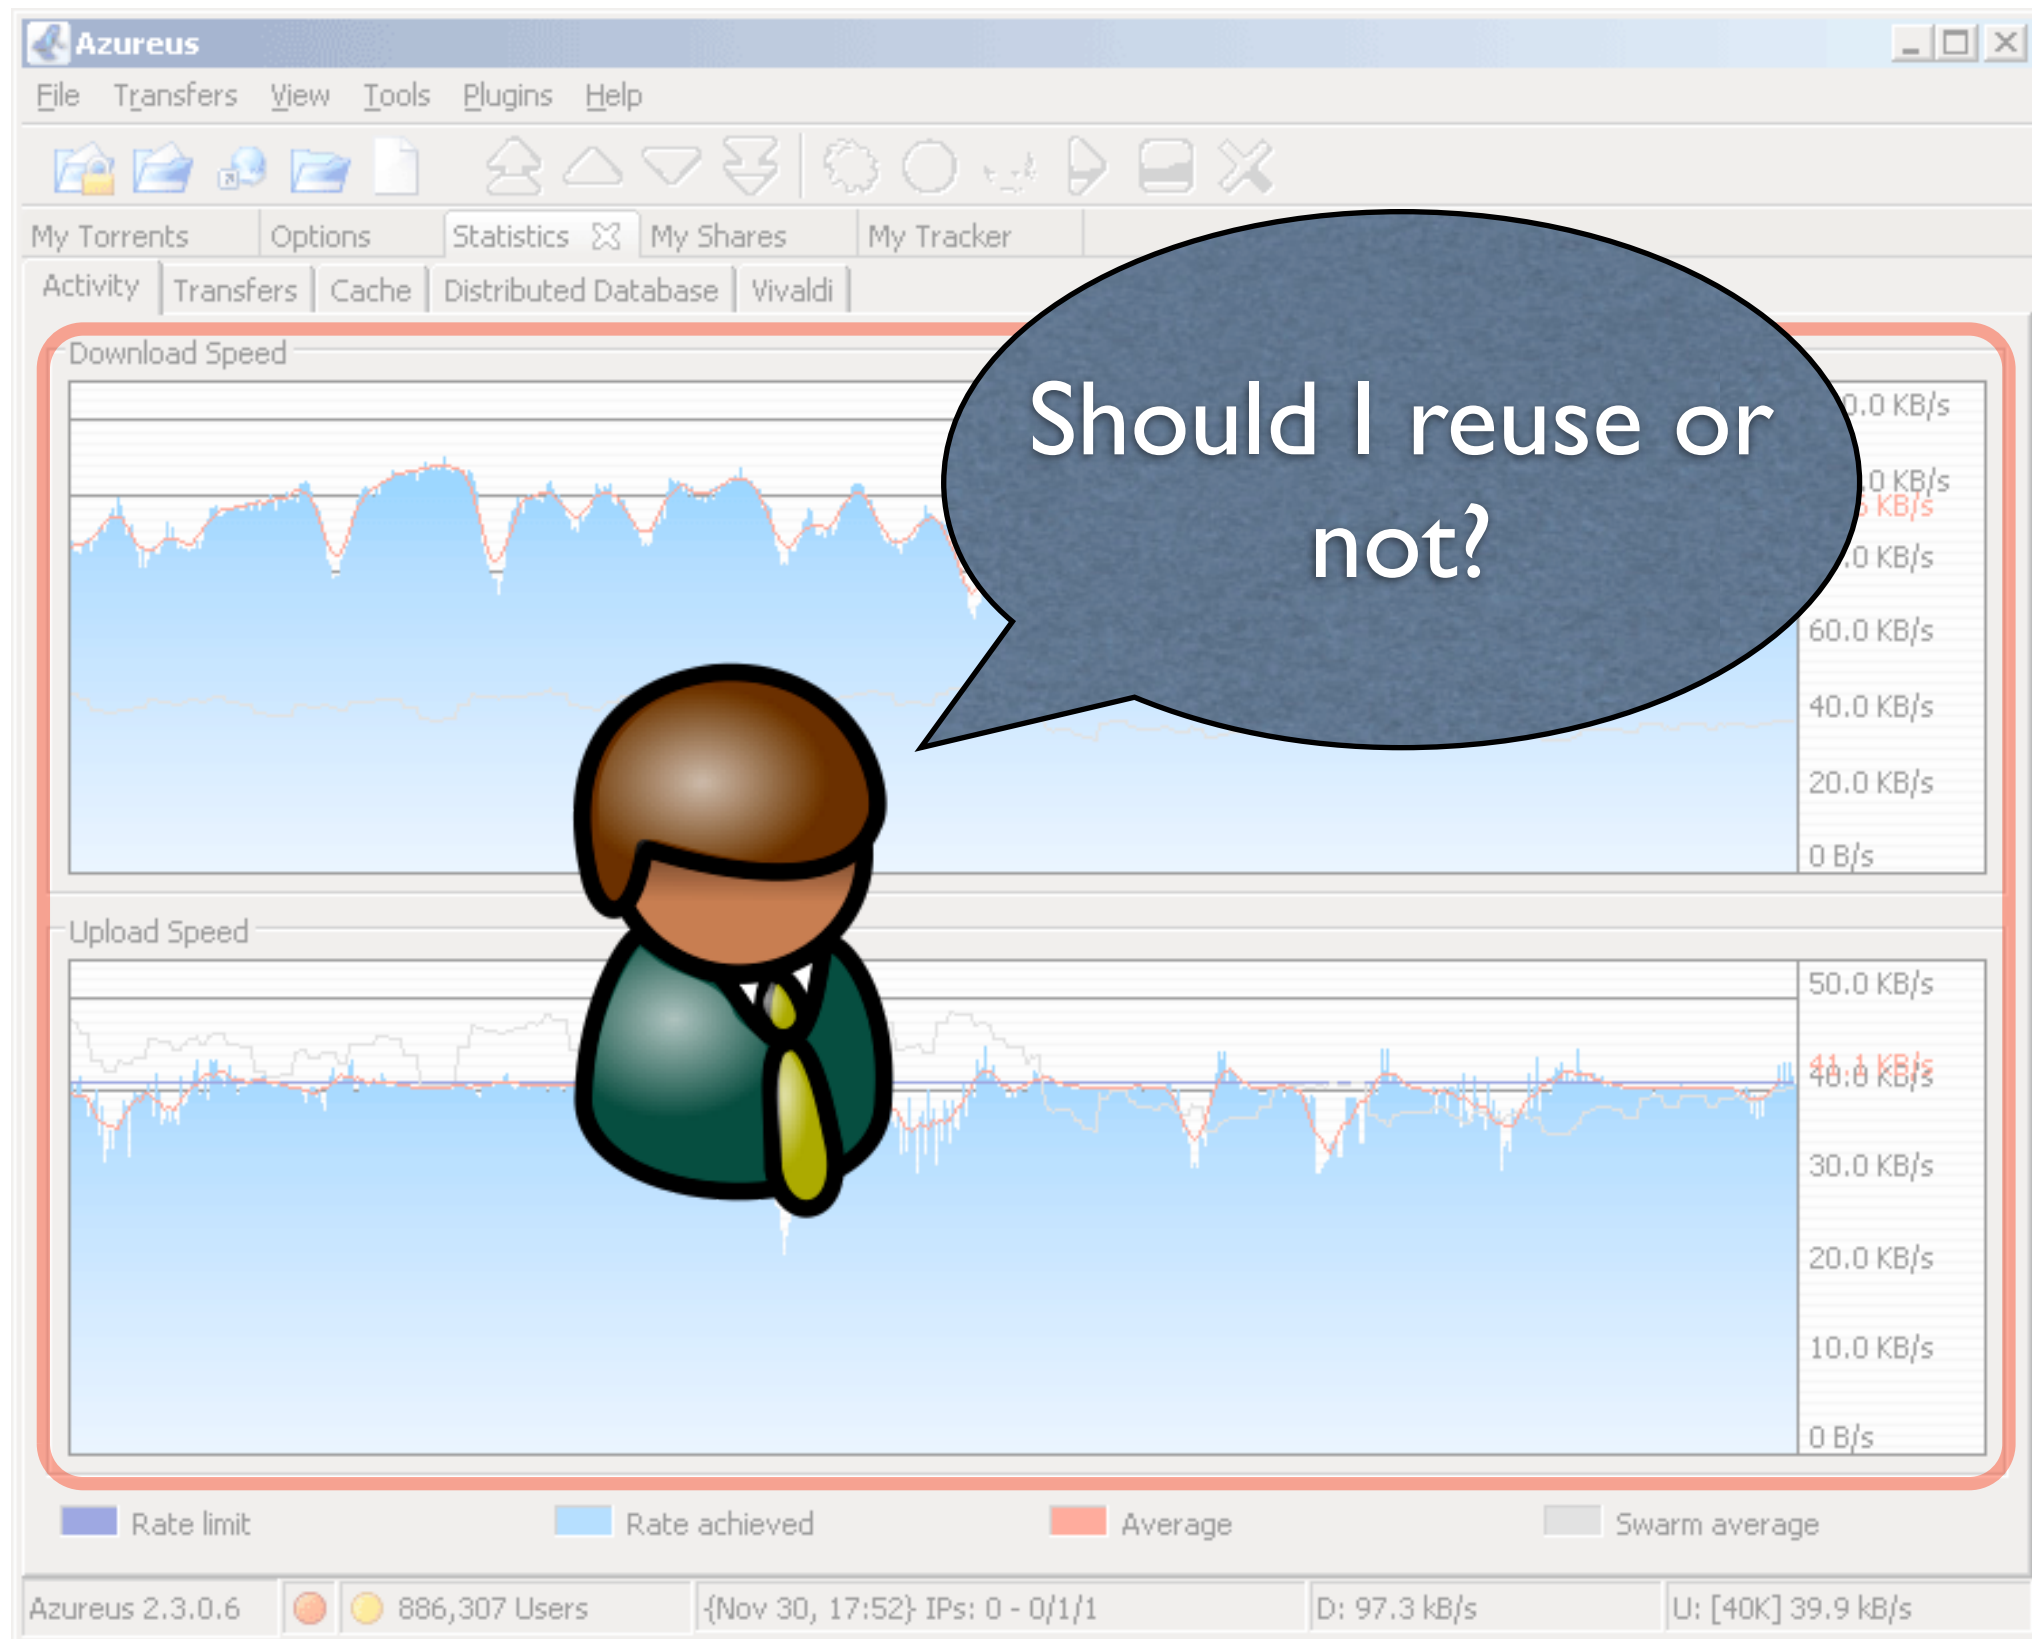 Azureus
File Transfers View Tools Plugins Help
My Torrents Options Statistics My Shares My Tracker
Activity Transfers Cache Distributed Database Vivaldi
Download Speed
Should I reuse or
not?
60.0 KB/s
40.0 KB/s
20.0 KB/s
0 B/s
Upload Speed
50.0 KB/s
41.1 KB/s
40.0 KB/s
30.0 KB/s
20.0 KB/s
10.0 KB/s
0 B/s
Rate limit Rate achieved Average Swarm average
Azureus 2.3.0.6 886,307 Users {Nov 30, 17:52} IPs: 0 - 0/1/1 D: 97.3 kB/s U: [40K] 39.9 kB/s